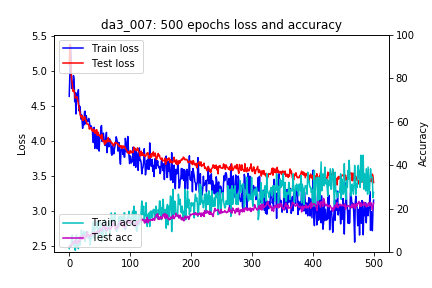 da3_007: 500 epochs loss and accuracy
Train loss
Test loss
Train acc
Test acc
Loss
Accuracy
5.5
5.0
4.5
4.0
3.5
3.0
2.5
100
80
60
40
20
0
0 100 200 300 400 500